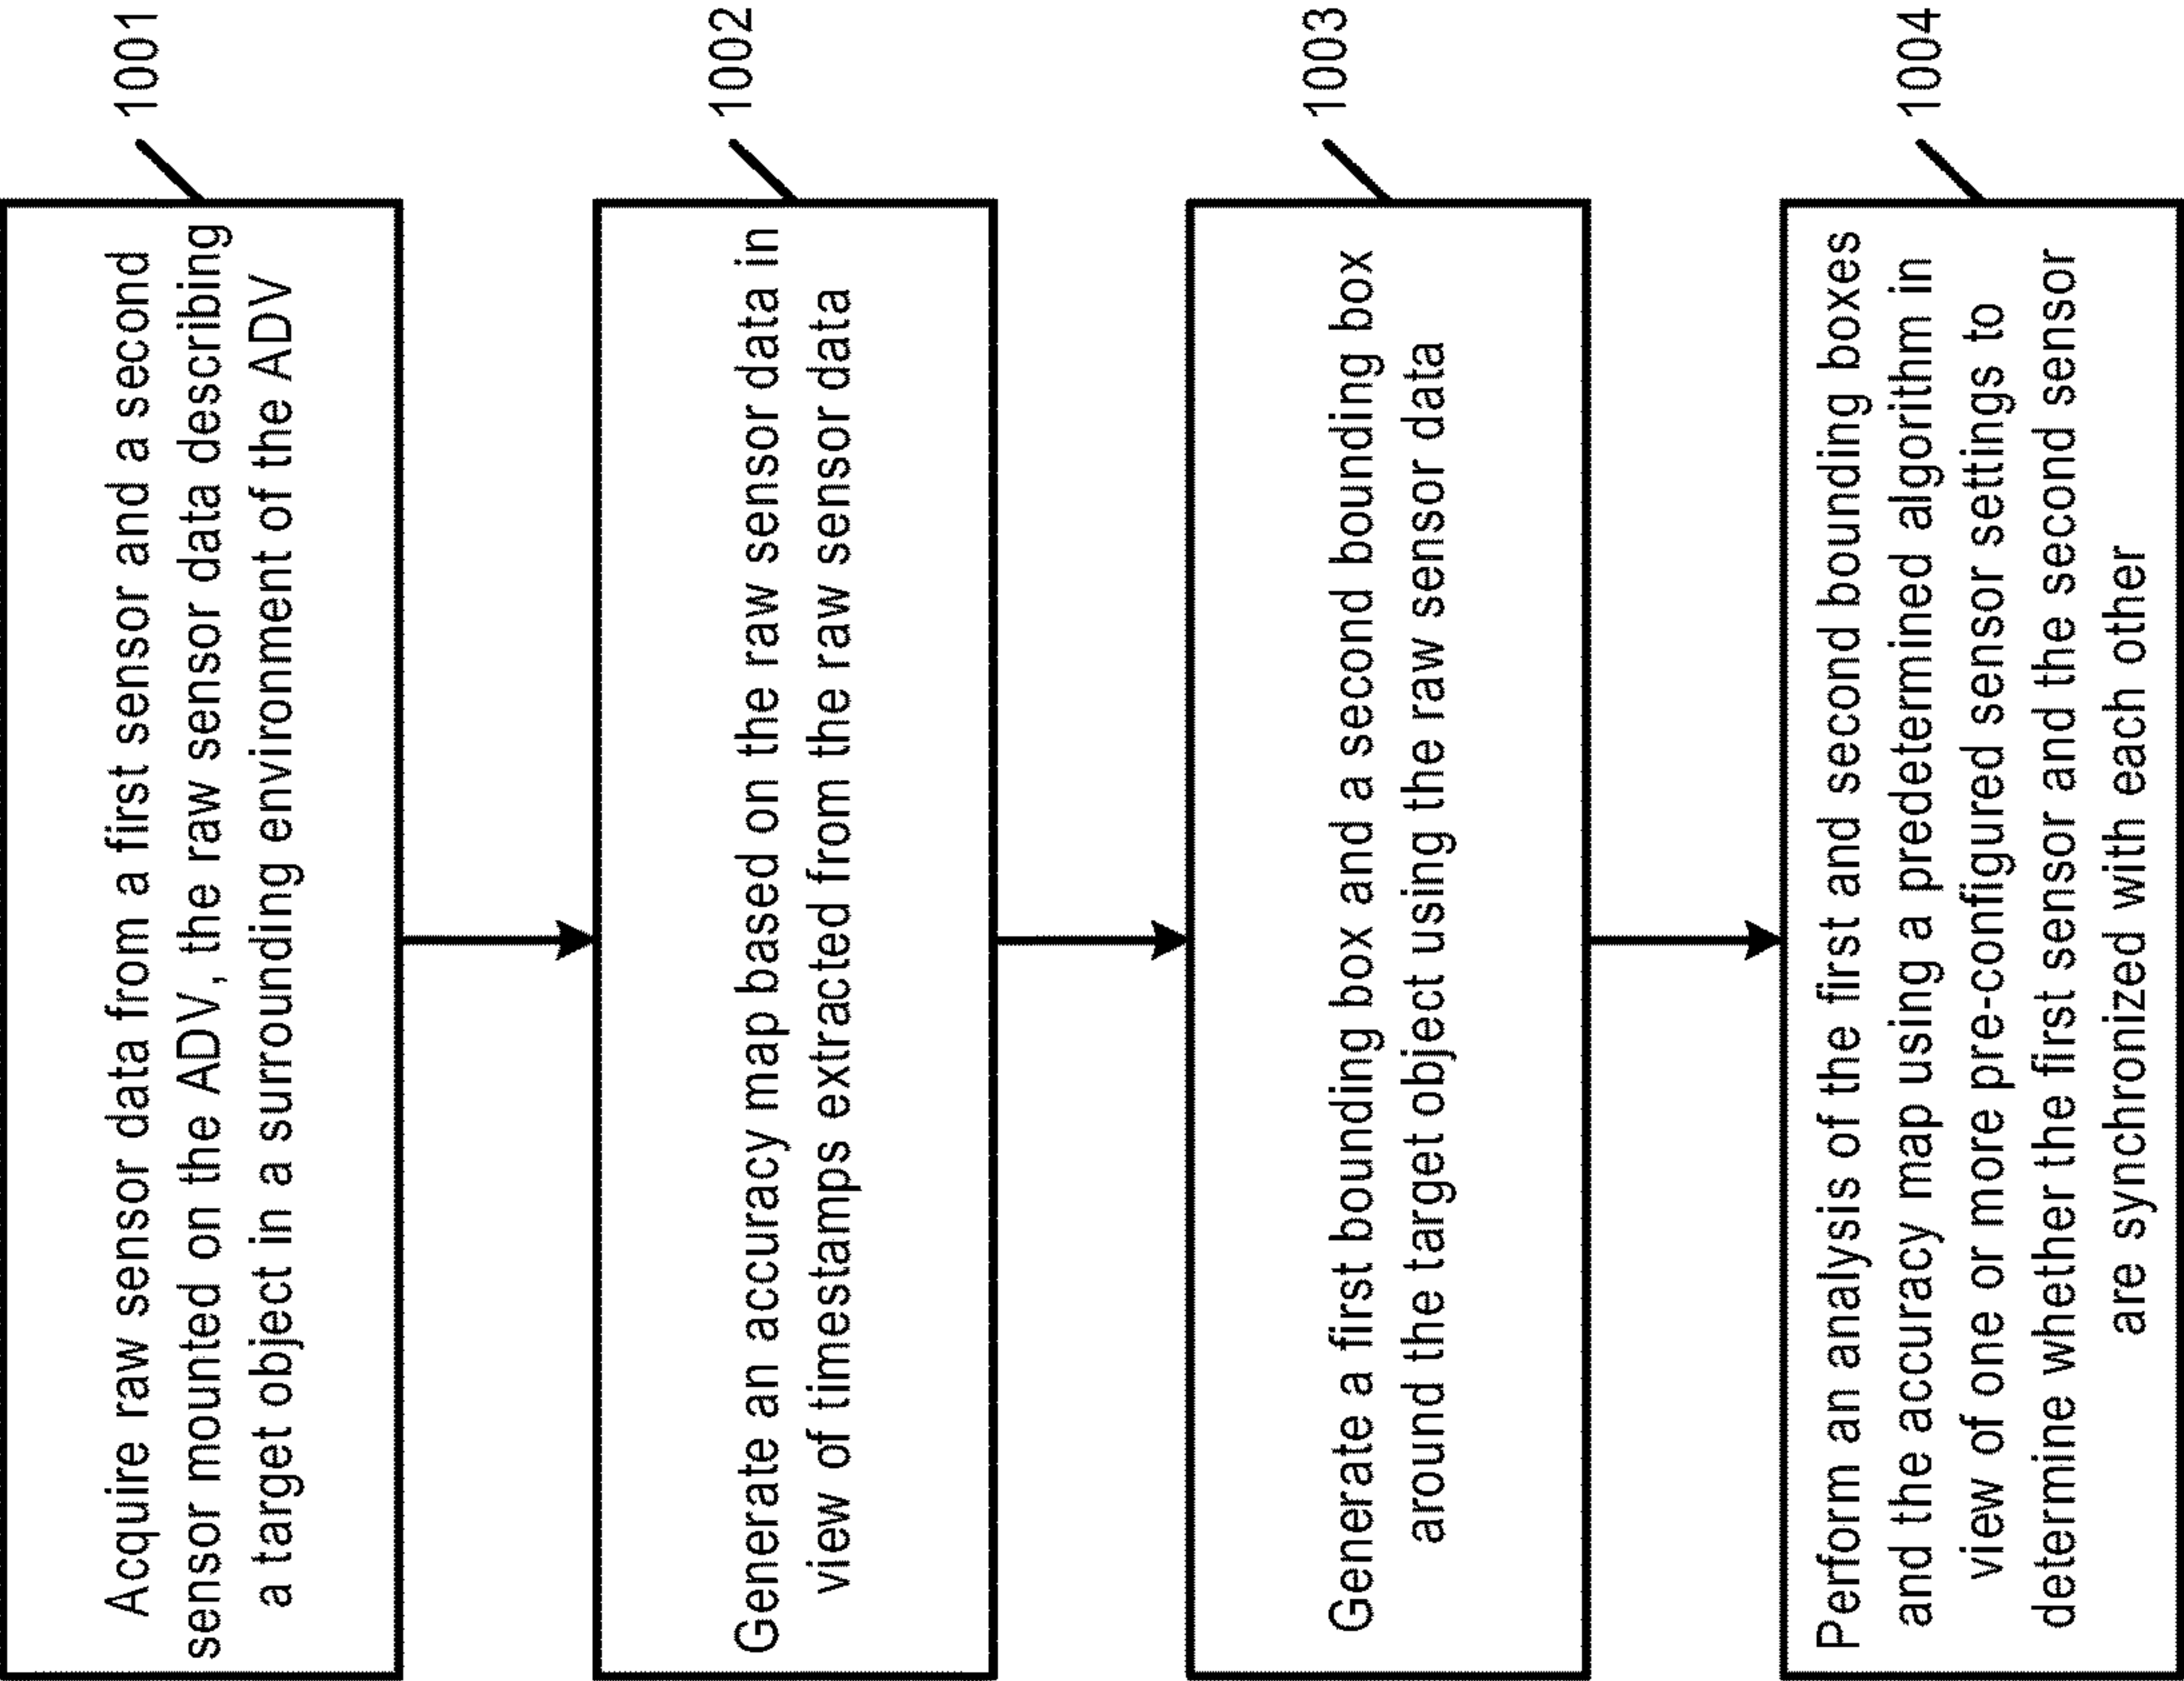 1001
Acquire raw sensor data from a first sensor and a second
sensor mounted on the ADV, the raw sensor data describing
a target object in a surrounding environment of the ADV
1002
Generate an accuracy map based on the raw sensor data in
view of timestamps extracted from the raw sensor data
1003
Generate a first bounding box and a second bounding box
around the target object using the raw sensor data
1004
Perform an analysis of the first and second bounding boxes
and the accuracy map using a predetermined algorithm in
view of one or more pre-configured sensor settings to
determine whether the first sensor and the second sensor
are synchronized with each other